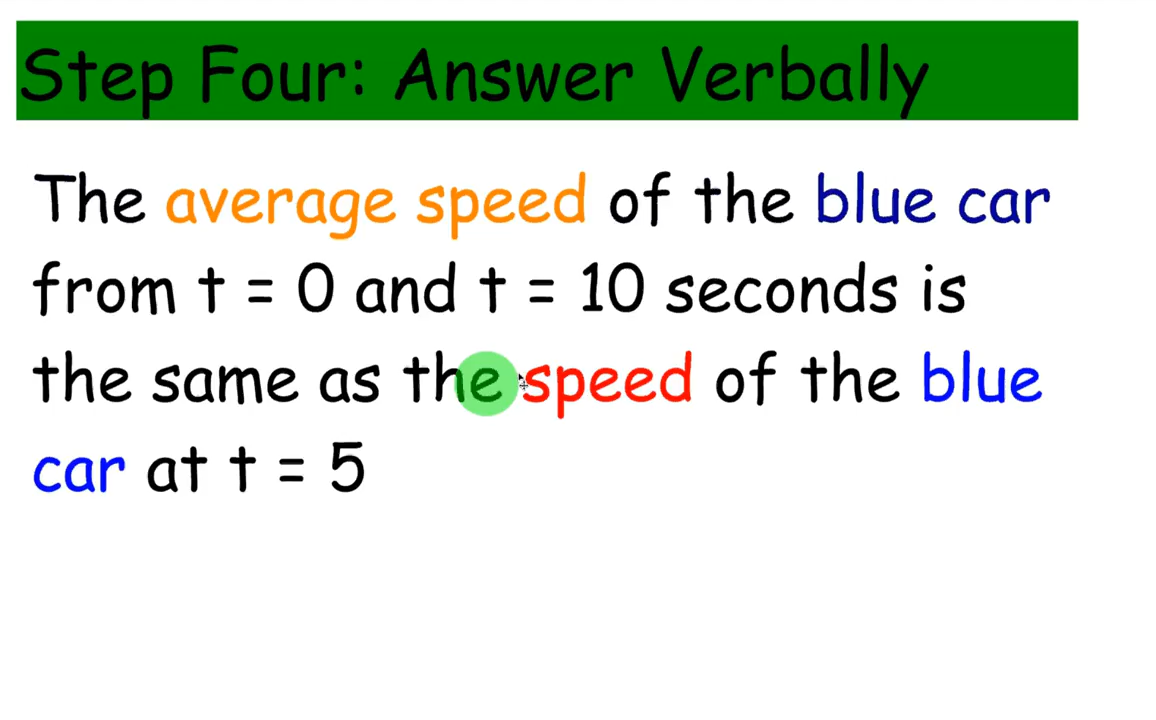 Step Four: Answer Verbally
The average speed of the blue car
from t = 0 and t = 10 seconds is
the same as the speed of the blue
car at t = 5